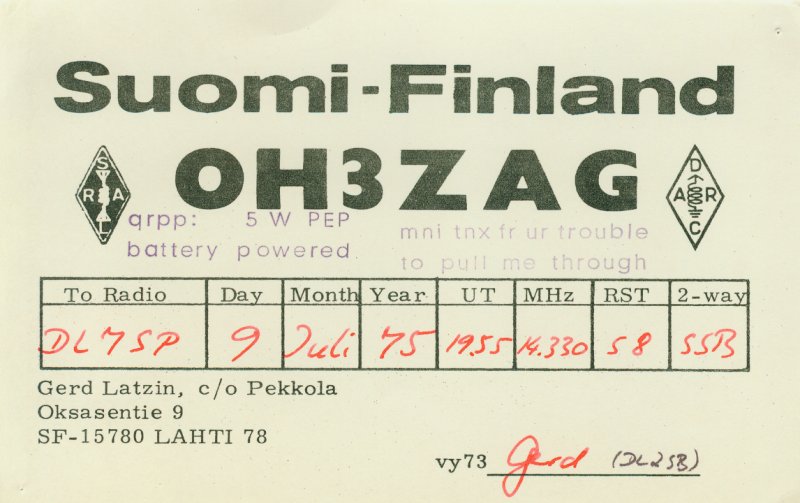 Suomi-Finland
OH3ZAG
SRAL
DARC
qrpp: 5 W PEP
battery powered
mni tnx fr ur trouble
to pull me through
To Radio Day Month Year UT MHz RST 2-way
DL7SP 9 Juli 75 19.55 14.330 58 SSB
Gerd Latzin, c/o Pekkola
Oksasentie 9
SF-15780 LAHTI 78
vy73 Gerd